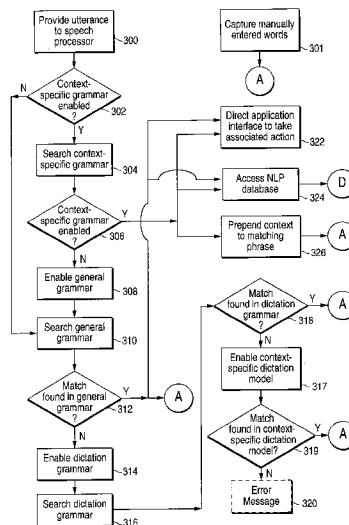 Provide utterance
to speech
processor
300
N
Context-
specific grammar
enabled
?
302
Y
Search context-
specific grammar
304
Context-
specific grammar
enabled
?
306
Y
N
Enable general
grammar
308
Search general
grammar
310
Match
found in general
grammar
?
312
Y
A
N
Enable dictation
grammar
314
Search dictation
grammar
316
Capture manually
entered words
301
A
Direct application
interface to take
associated action
322
Access NLP
database
324
D
Prepend context
to matching
phrase
326
A
Match
found in dictation
grammar
?
318
Y
A
N
Enable context-
specific dictation
model
317
Match
found in context-
specific dictation
model?
319
Y
A
N
Error
Message
320